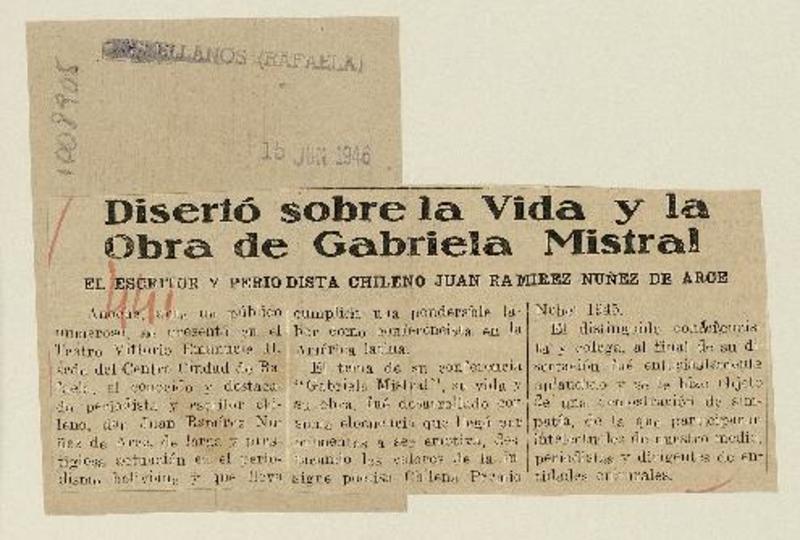 ELLANOS (RAFAELA)
15 JUN 1946
Disertó sobre la Vida y la
Obra de Gabriela Mistral
EL ESCRITOR Y PERIODISTA CHILENO JUAN RAMIREZ NUÑEZ DE ARCE
Anoche, ante un público
numeroso, se presentó en el
Teatro Vittorio Emanuele II,
sede del Centro Ciudad de Ra
faela, el conocido y destaca
do periodista y escritor chi
leno, don Juan Ramírez Nu
ñez de Arce, de larga y pres
tigiosa actuación en el perio
dismo boliviano y que lleva
cumplida una ponderable la-
bor como conferencista en la
América latina.
El tema de su conferencia
"Gabriela Mistral", su vida y
su obra, fué desarrollado con
suma elocuencia que llegó por
momentos a ser emotiva, des
tacando los valores de la in
signe poetisa Chilena Premio
Nobel 1945.
El distinguido conferencis
ta y colega, al final de su di
sertación fué entusiastamente
aplaudido y se le hizo objeto
de una demostración de sim-
patía, de la que participaron
intelectuales de nuestro medio,
periodistas y dirigentes de en
tidades culturales.